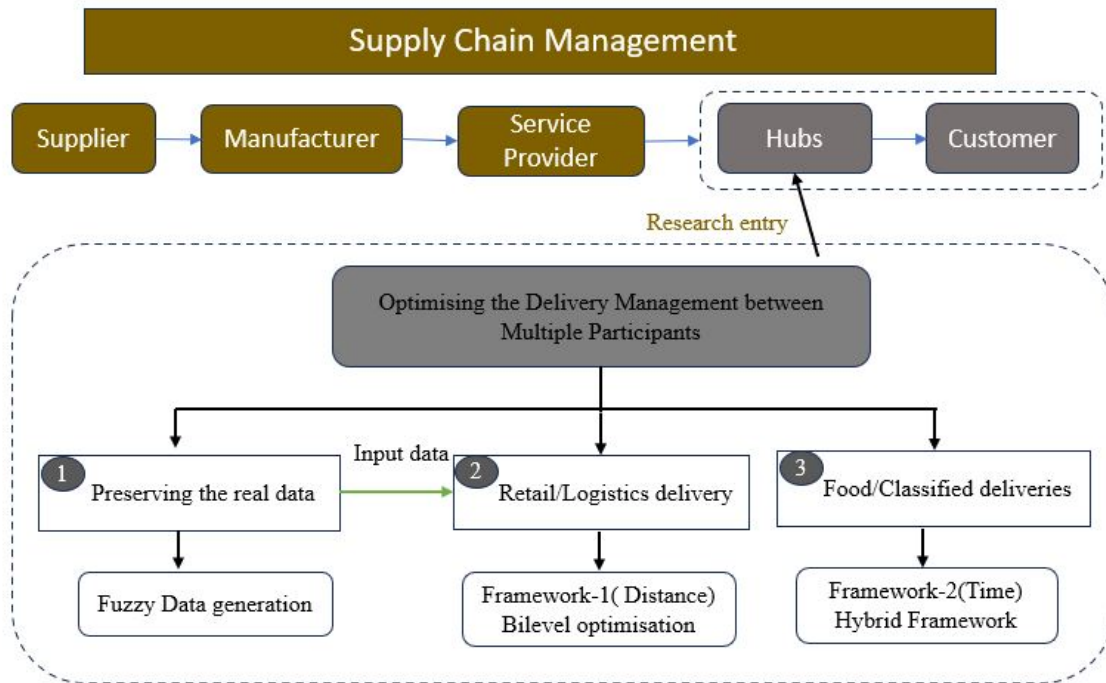 Supply Chain Management
Supplier
Manufacturer
Service
Provider
Hubs
Customer
Research entry
Optimising the Delivery Management between
Multiple Participants
Input data
1
Preserving the real data
2
Retail/Logistics delivery
3
Food/Classified deliveries
Fuzzy Data generation
Framework-1( Distance)
Bilevel optimisation
Framework-2(Time)
Hybrid Framework